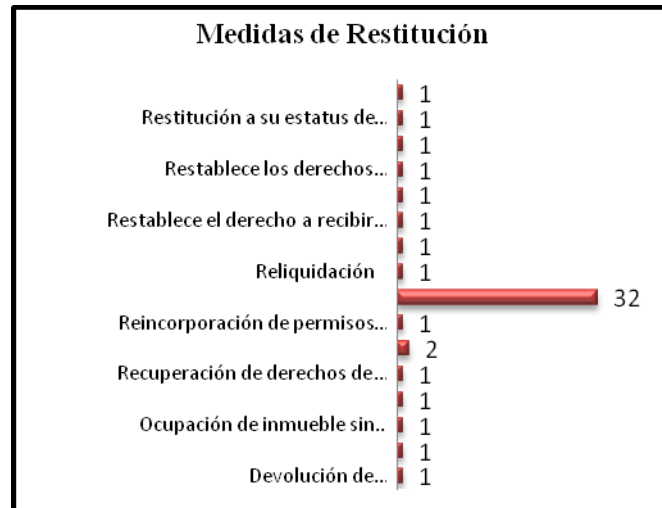 Medidas de Restitución
1
Restitución a su estatus de... 1
1
Restablece los derechos... 1
1
Restablece el derecho a recibir... 1
1
Reliquidación 1
32
Reincorporación de permisos... 1
2
Recuperación de derechos de... 1
1
Ocupación de inmueble sin.. 1
1
Devolución de... 1